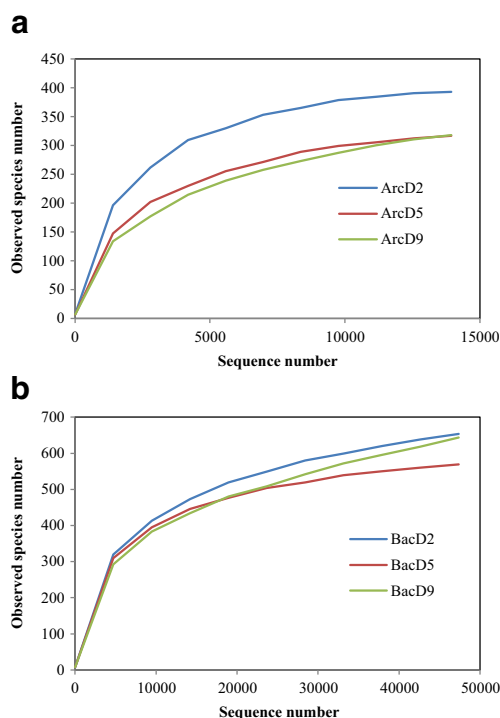 a
450
400
350
300
250
200
150
100
50
0
Observed species number
ArcD2
ArcD5
ArcD9
0 5000 10000 15000
Sequence number
b
700
600
500
400
300
200
100
0
Observed species number
BacD2
BacD5
BacD9
0 10000 20000 30000 40000 50000
Sequence number